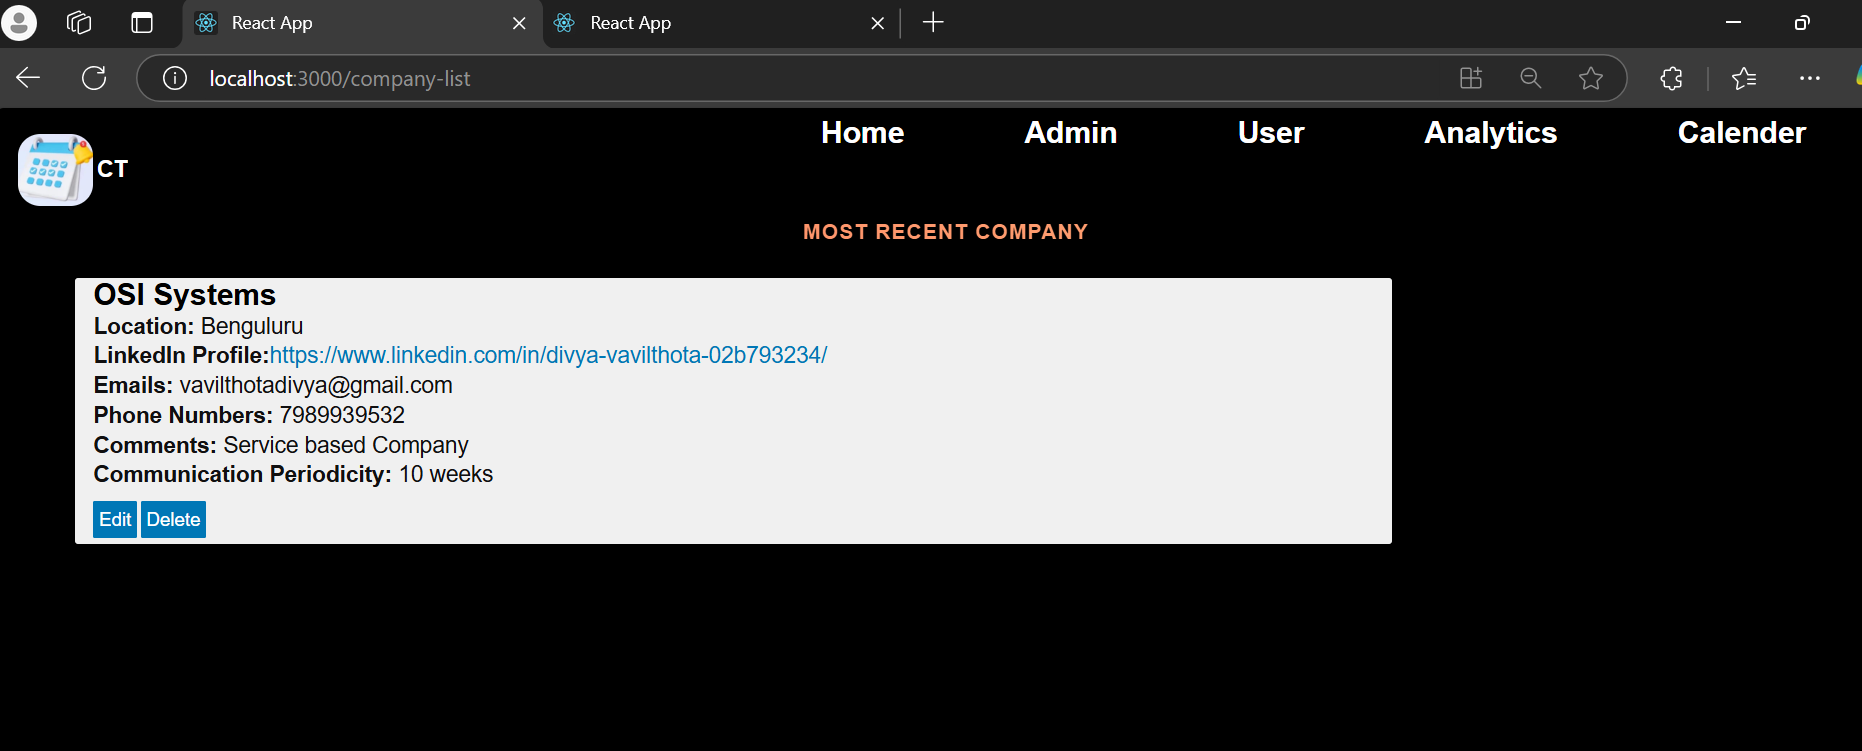 React App
React App
localhost:3000/company-list
Home Admin User Analytics Calender
CT
MOST RECENT COMPANY
OSI Systems
Location: Benguluru
LinkedIn Profile:https://www.linkedin.com/in/divya-vavilthota-02b793234/
Emails: vavilthotadivya@gmail.com
Phone Numbers: 7989939532
Comments: Service based Company
Communication Periodicity: 10 weeks
Edit Delete